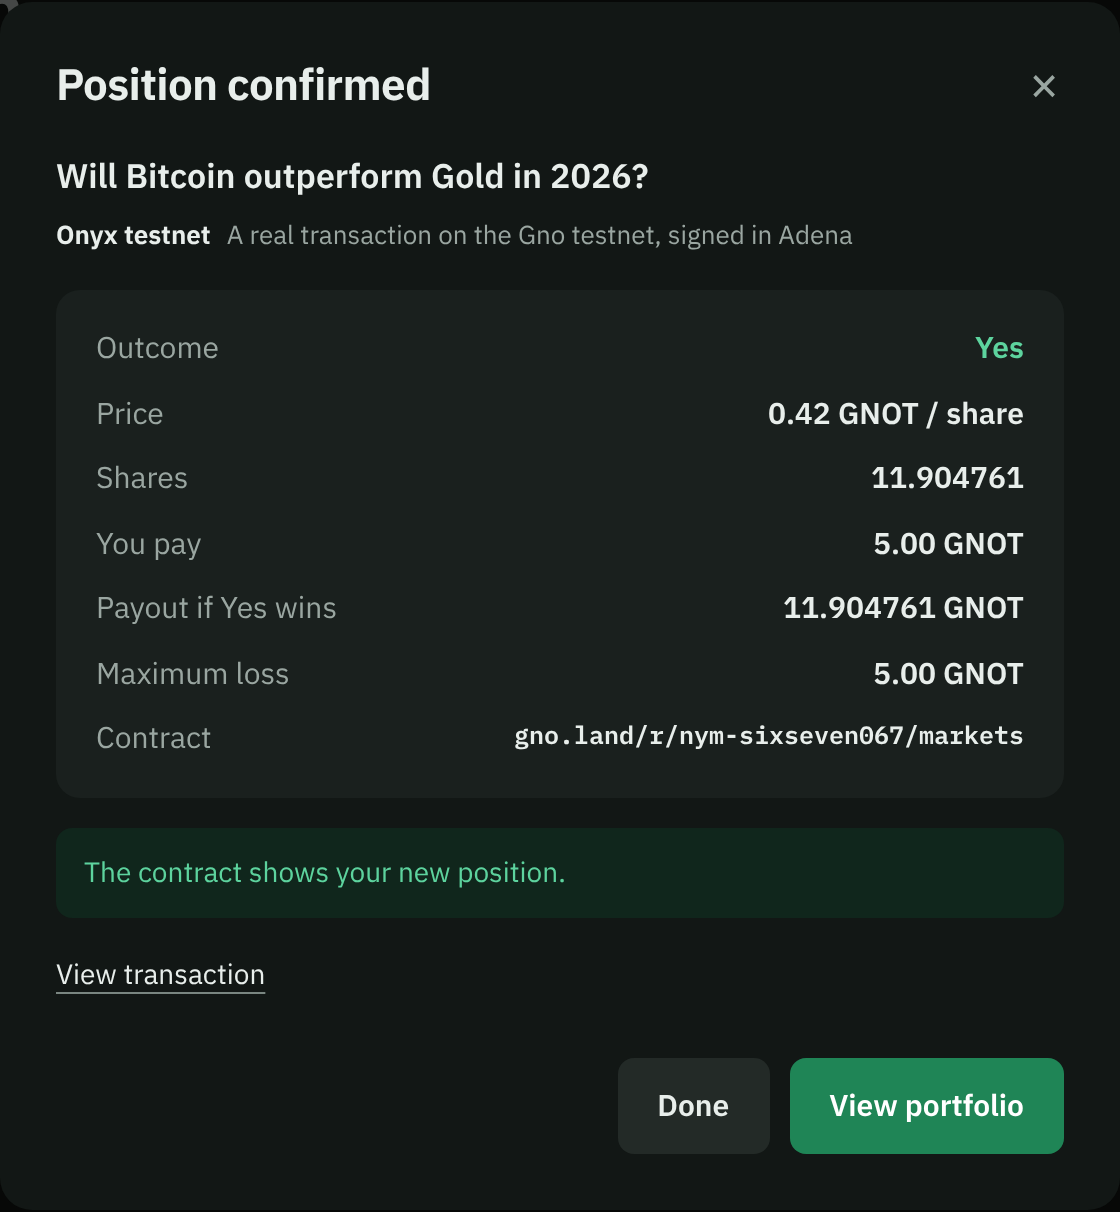 Position confirmed
Will Bitcoin outperform Gold in 2026?
Onyx testnet A real transaction on the Gno testnet, signed in Adena
Outcome Yes
Price 0.42 GNOT / share
Shares 11.904761
You pay 5.00 GNOT
Payout if Yes wins 11.904761 GNOT
Maximum loss 5.00 GNOT
Contract gno.land/r/nym-sixseven067/markets
The contract shows your new position.
View transaction
Done View portfolio